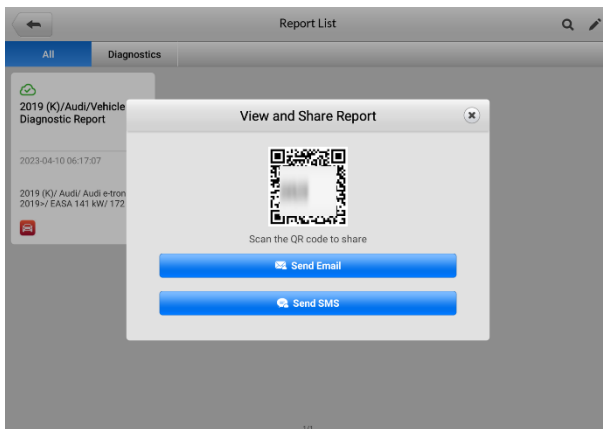 Report List
All
Diagnostics
2019 (K)/Audi/Vehicle
Diagnostic Report
2023-04-10 06:17:07
2019 (K)/ Audi/ Audi e-tron
2019>/ EASA 141 kW/ 172
View and Share Report
Scan the QR code to share
Send Email
Send SMS
1/1